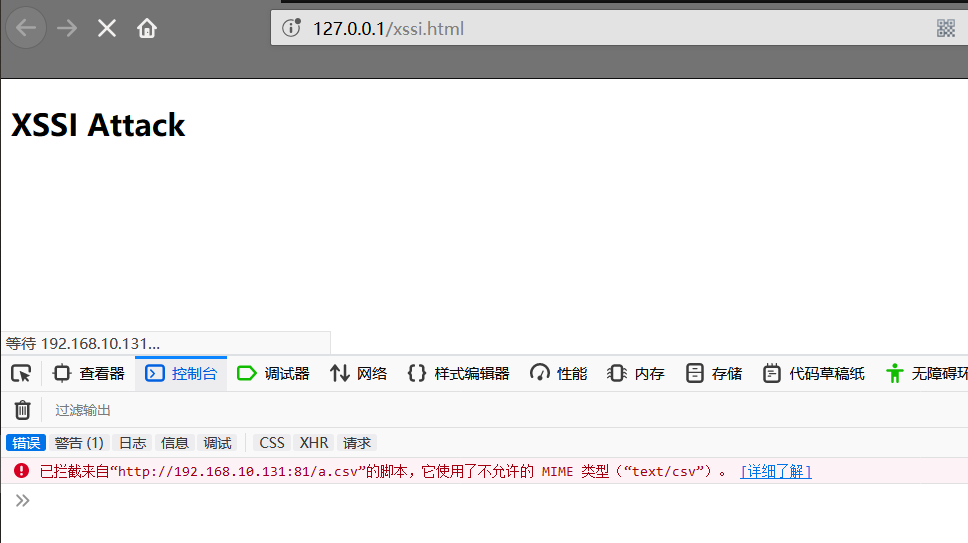 127.0.0.1/xssi.html
XSSI Attack
等待 192.168.10.131...
查看器 控制台 调试器 网络 样式编辑器 性能 内存 存储 代码草稿纸 无障碍环
过滤输出
错误 警告 (1) 日志 信息 调试 CSS XHR 请求
已拦截来自“http://192.168.10.131:81/a.csv”的脚本，它使用了不允许的 MIME 类型（“text/csv”）。 [详细了解]